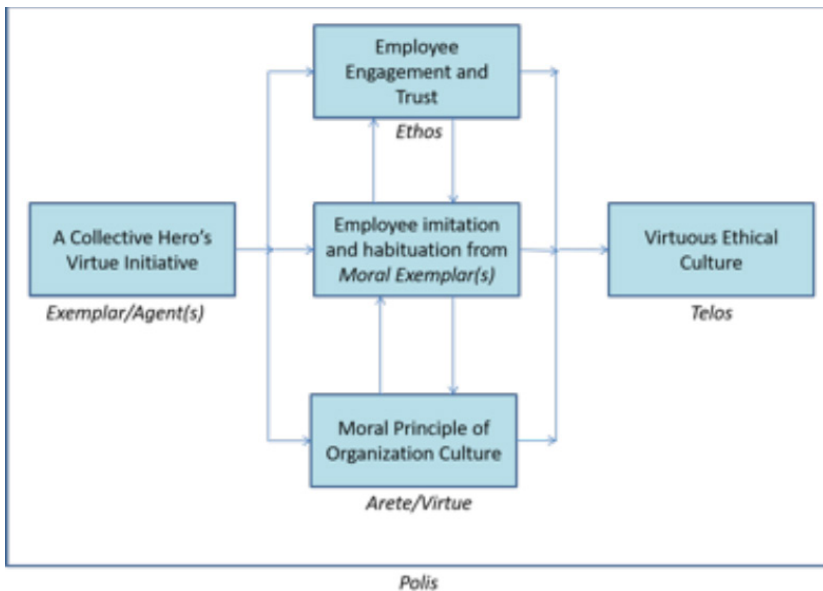 Employee
Engagement and
Trust
Ethos
A Collective Hero's
Virtue Initiative
Exemplar/Agent(s)
Employee imitation
and habituation from
Moral Exemplar(s)
Virtuous Ethical
Culture
Telos
Moral Principle of
Organization Culture
Arete/Virtue
Polis